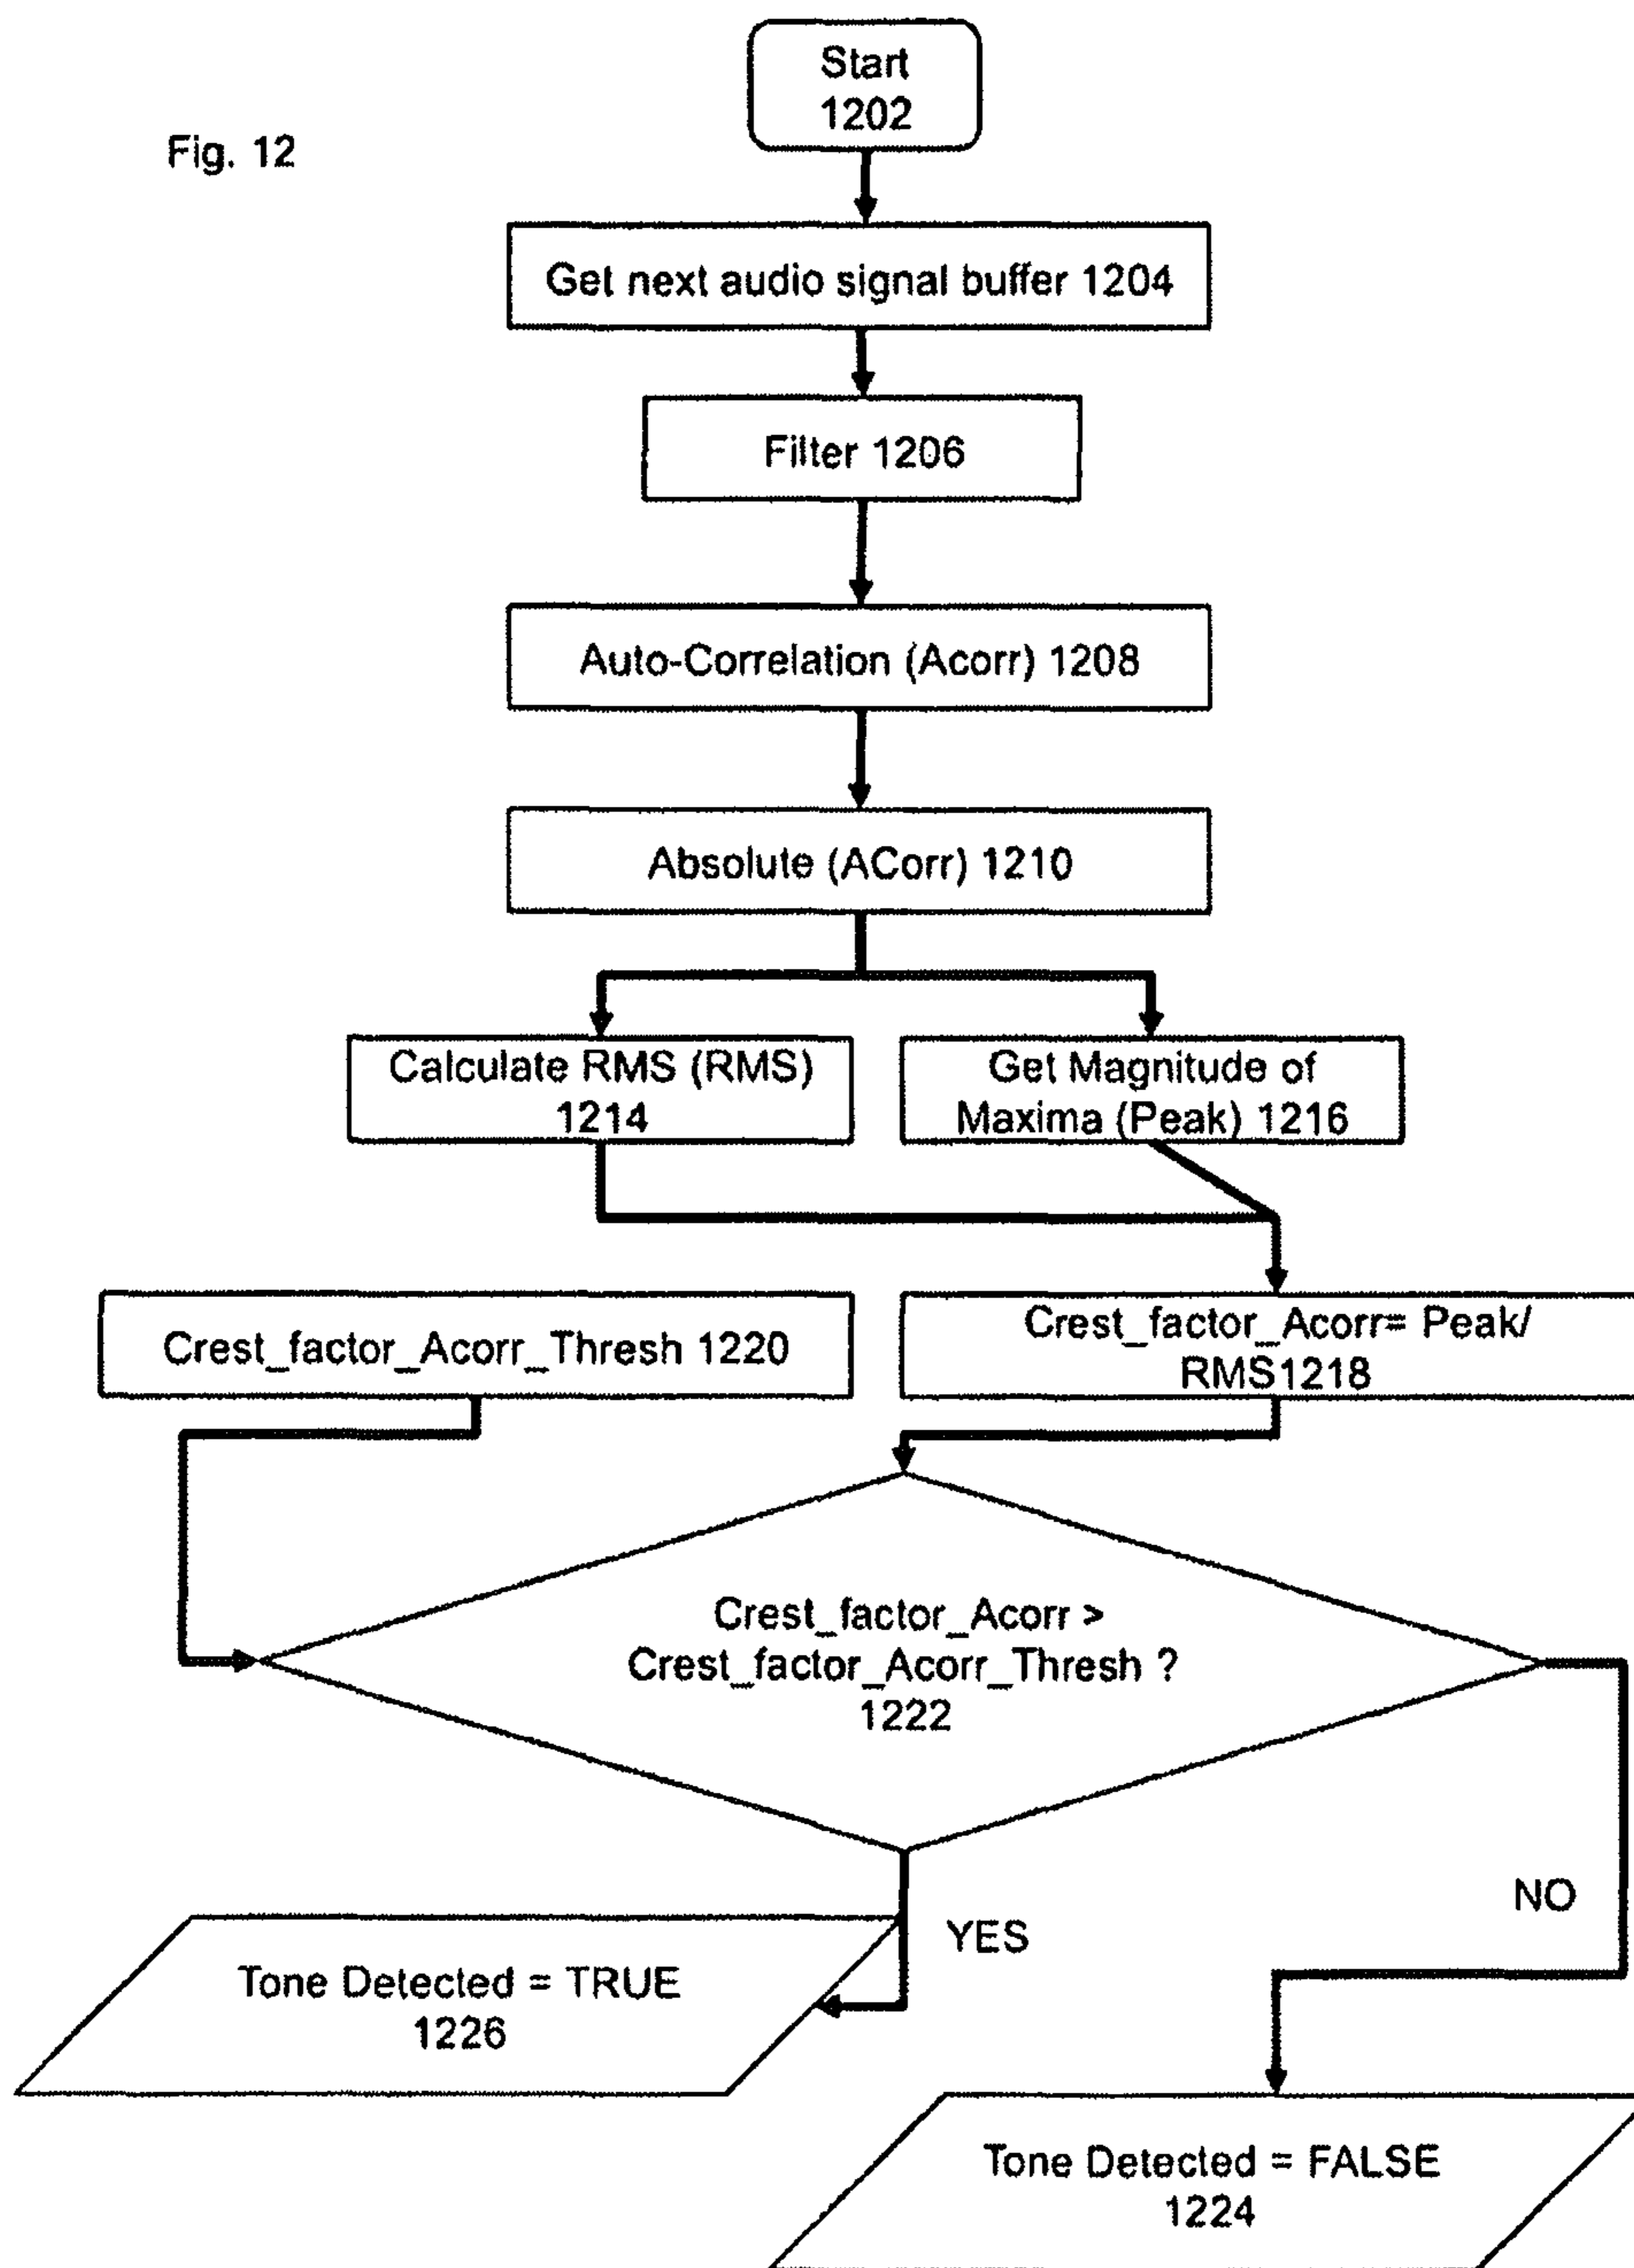 Start
1202
Fig. 12
Get next audio signal buffer 1204
Filter 1206
Auto-Correlation (Acorr) 1208
Absolute (ACorr) 1210
Calculate RMS (RMS)
1214
Get Magnitude of
Maxima (Peak) 1216
Crest_factor_Acorr_Thresh 1220
Crest_factor_Acorr= Peak/
RMS1218
Crest_factor_Acorr >
Crest_factor_Acorr_Thresh ?
1222
NO
YES
Tone Detected = TRUE
1226
Tone Detected = FALSE
1224